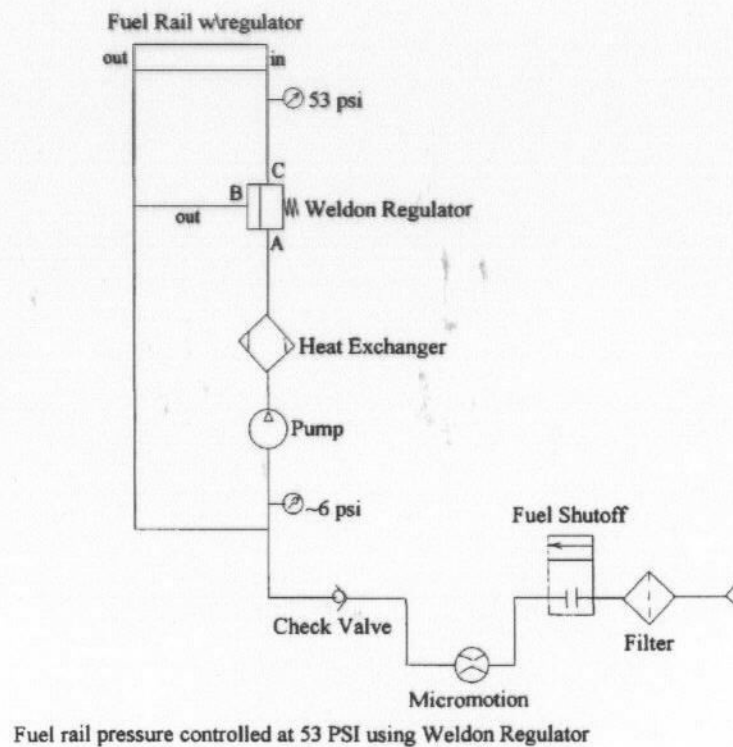 Fuel Rail w\regulator
out
in
53 psi
C
B
out
Weldon Regulator
A
Heat Exchanger
Pump
~6 psi
Fuel Shutoff
Check Valve
Filter
Micromotion
Fuel rail pressure controlled at 53 PSI using Weldon Regulator